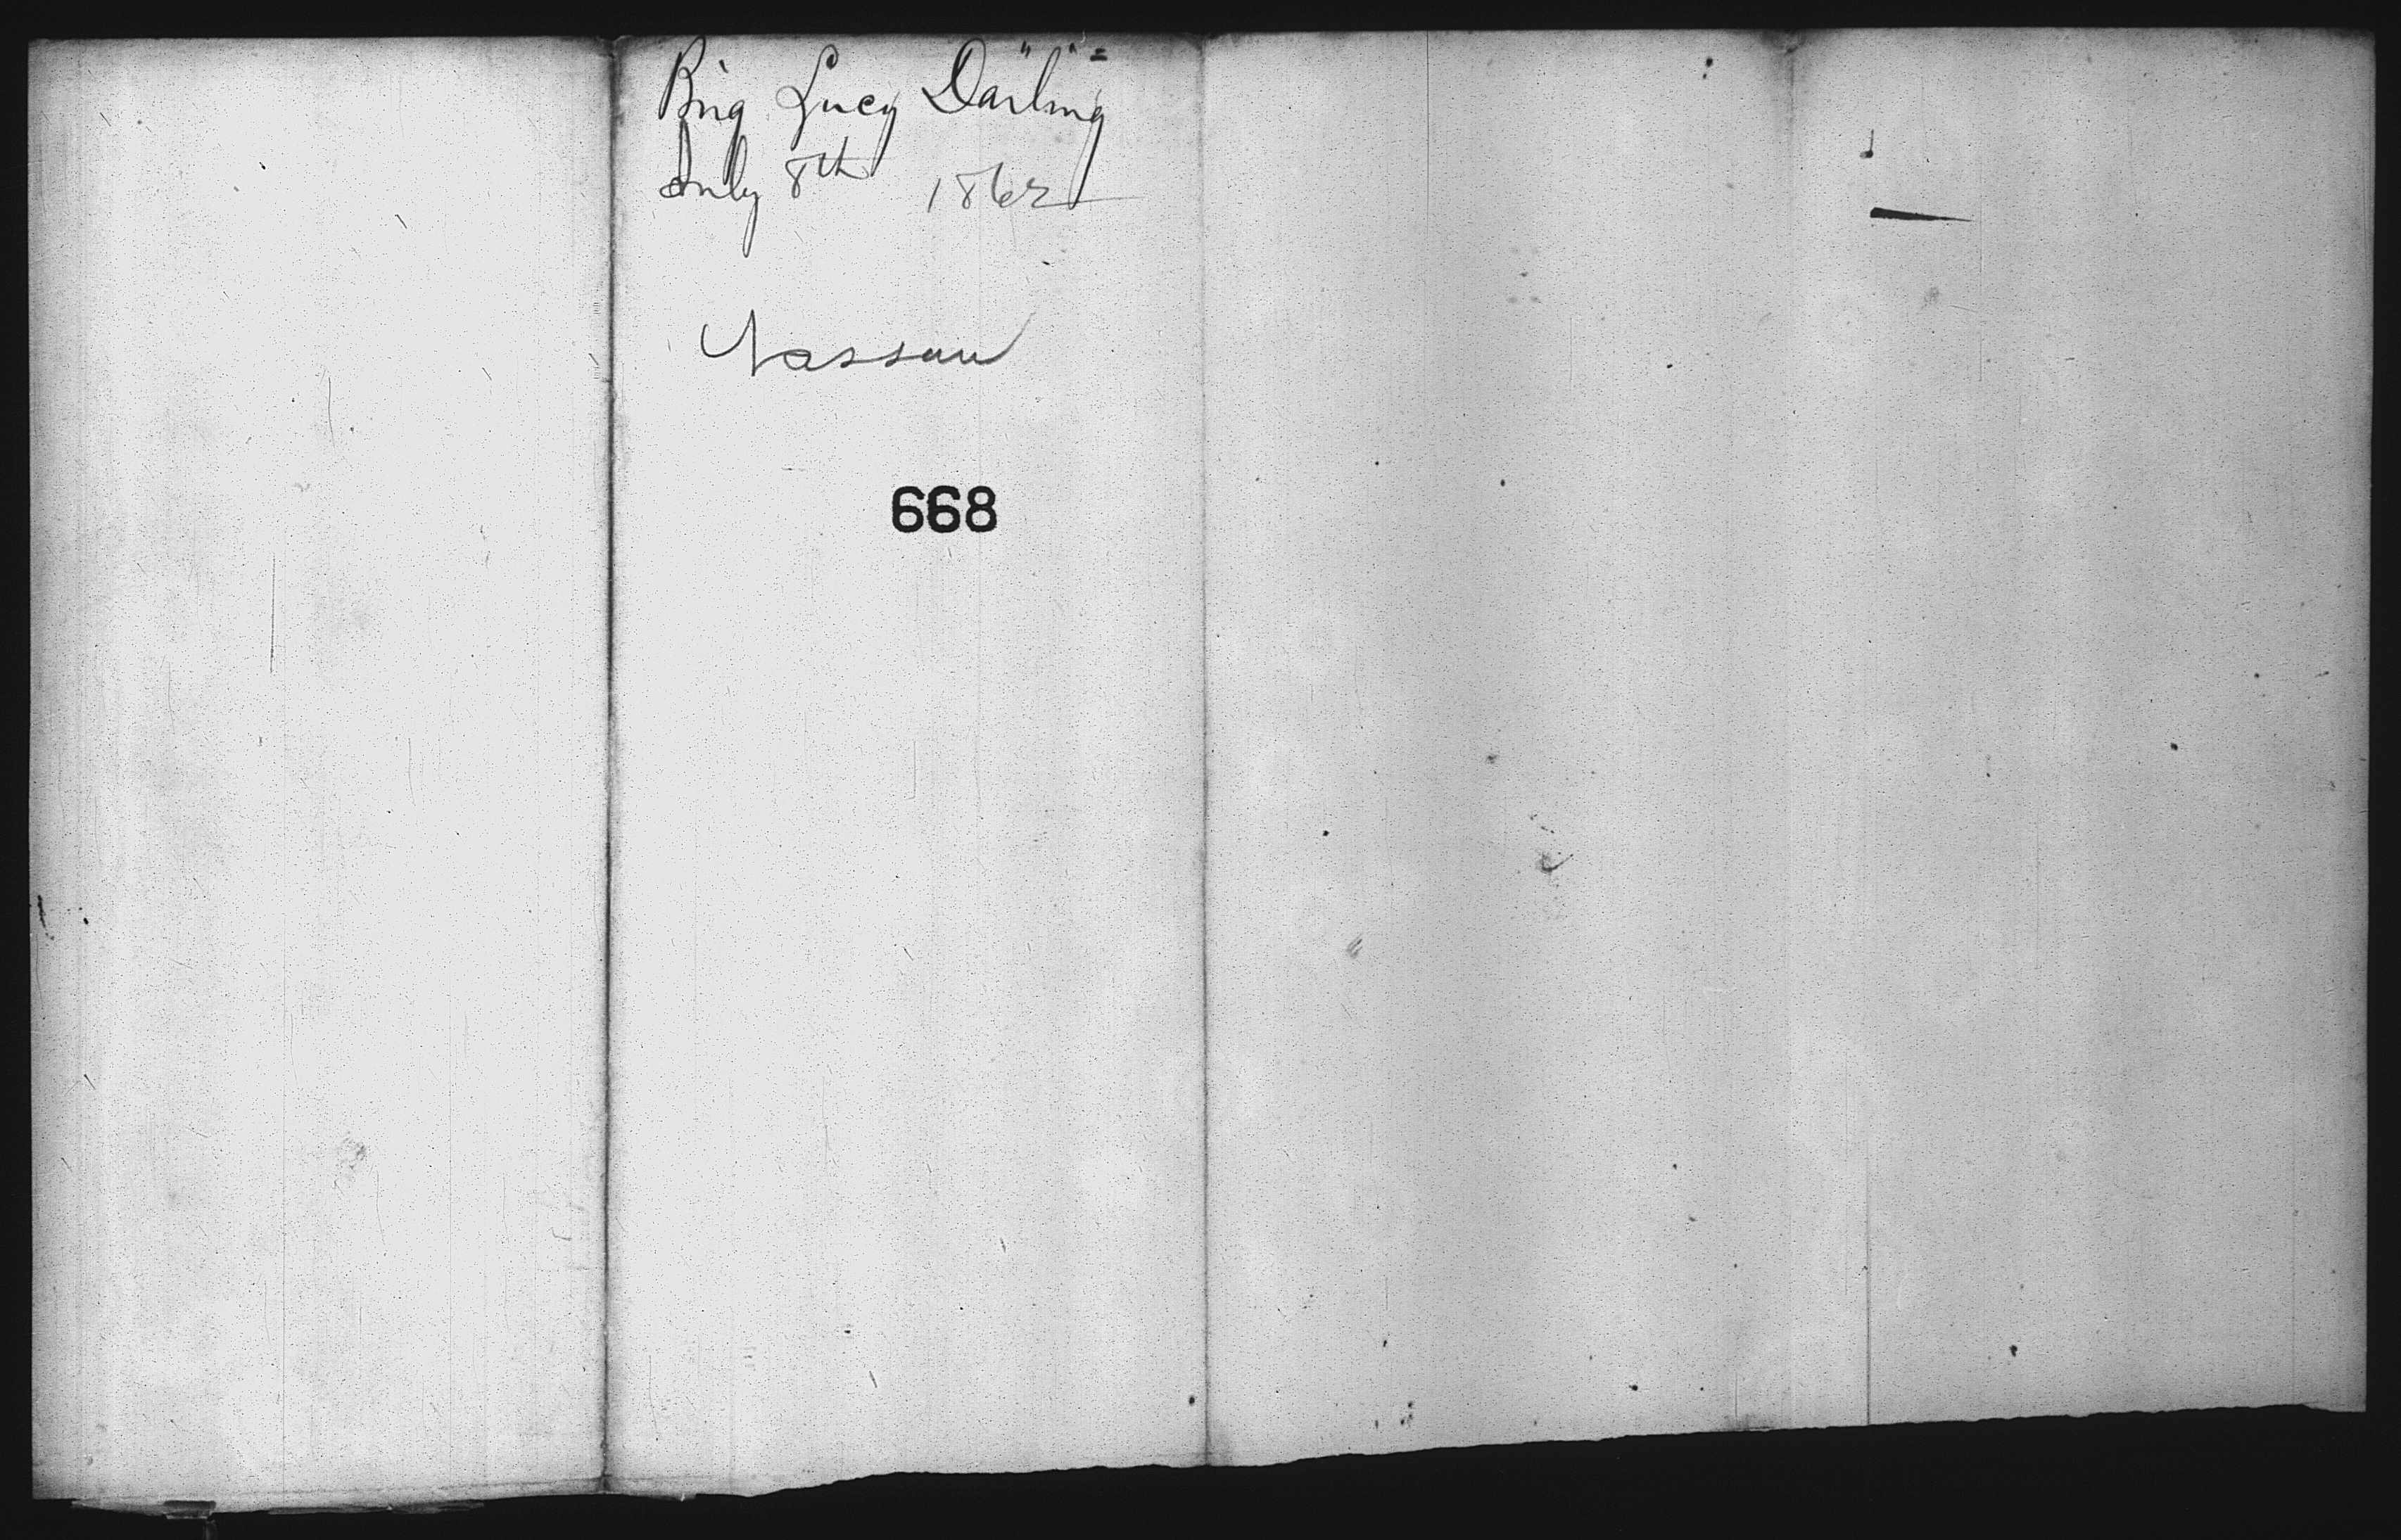 Brig Lucy Darling
July 8th 1862
Nassau
668